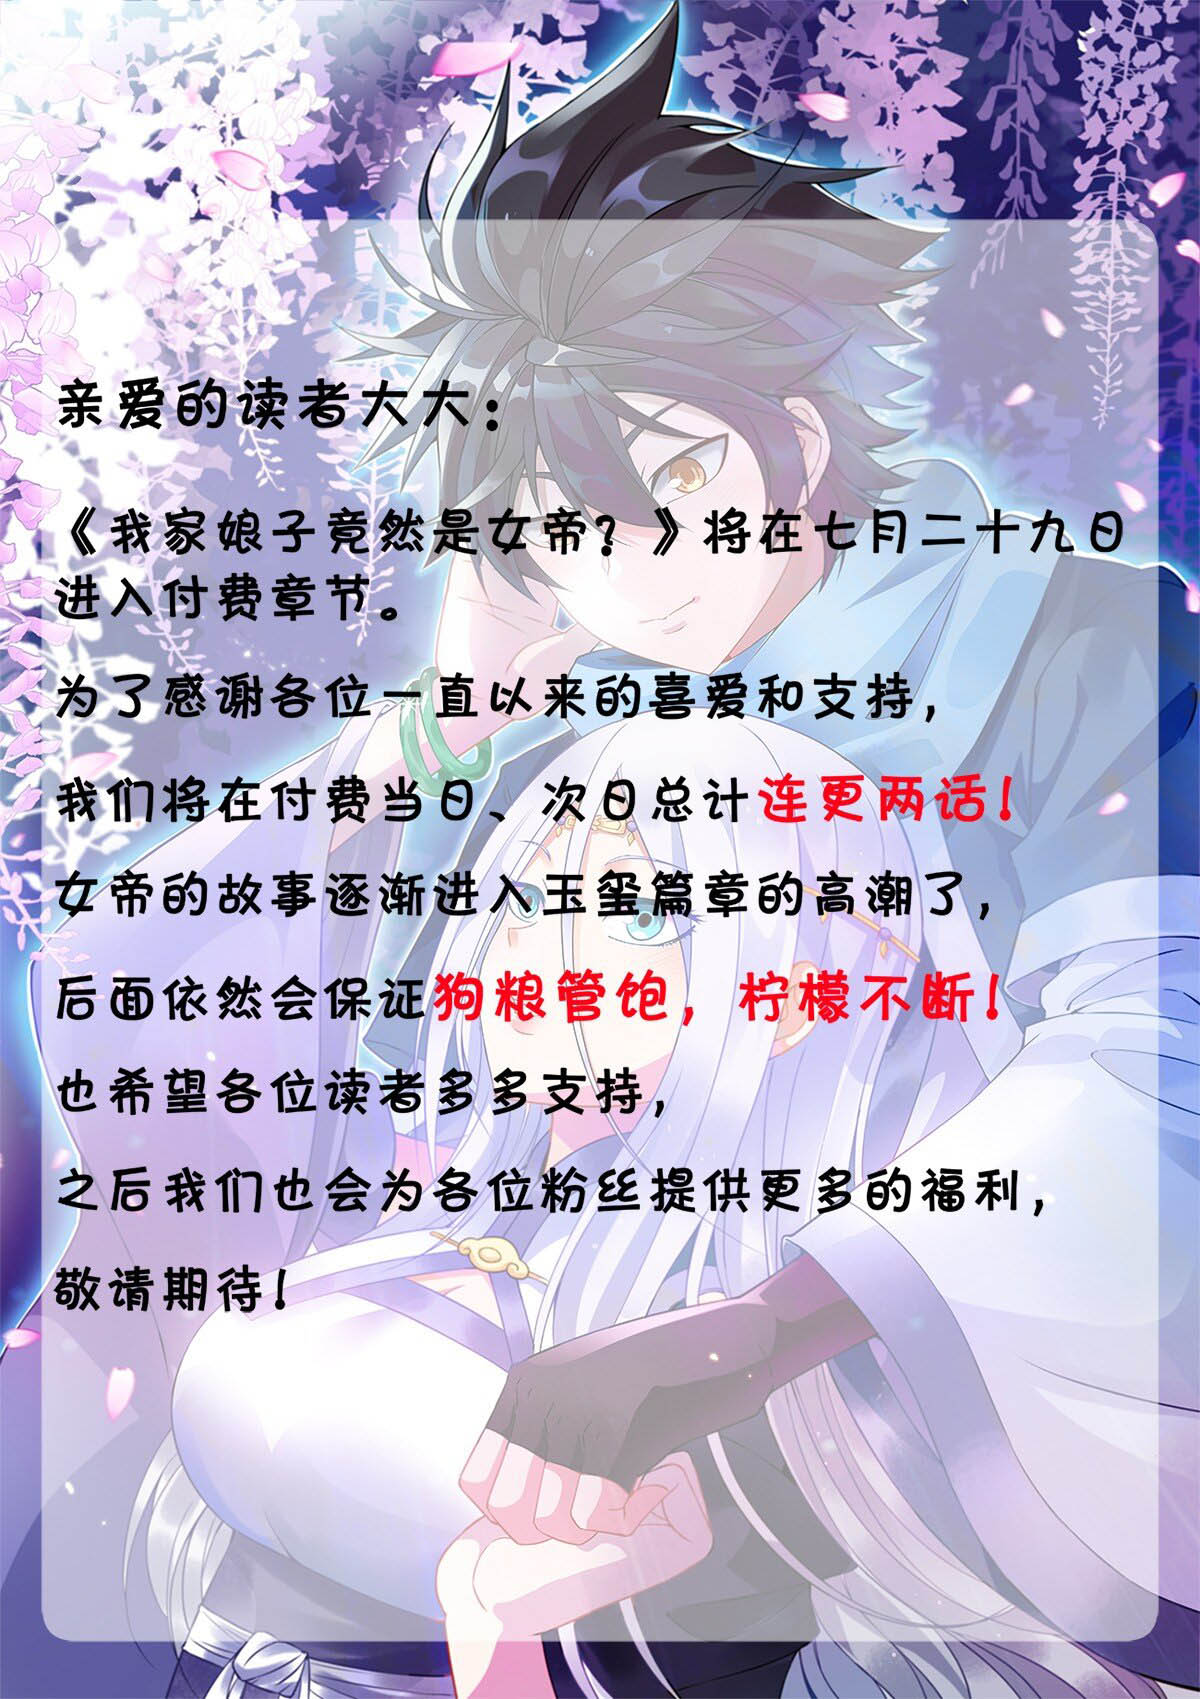 亲爱的读者大大：
《我家娘子竟然是女帝？》将在七月二十九日
进入付费章节。
为了感谢各位一直以来的喜爱和支持，
我们将在付费当日、次日总计连更两话！
女帝的故事逐渐进入玉玺篇章的高潮了，
后面依然会保证狗粮管饱，柠檬不断！
也希望各位读者多多支持，
之后我们也会为各位粉丝提供更多的福利，
敬请期待！